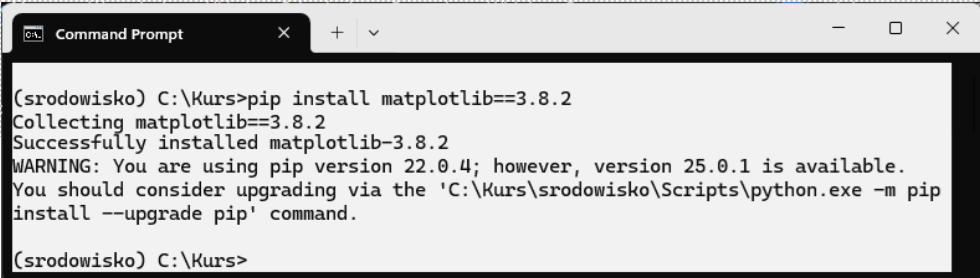 Command Prompt
(srodowisko) C:\Kurs>pip install matplotlib==3.8.2
Collecting matplotlib==3.8.2
Successfully installed matplotlib-3.8.2
WARNING: You are using pip version 22.0.4; however, version 25.0.1 is available.
You should consider upgrading via the 'C:\Kurs\srodowisko\Scripts\python.exe -m pip
install --upgrade pip' command.
(srodowisko) C:\Kurs>